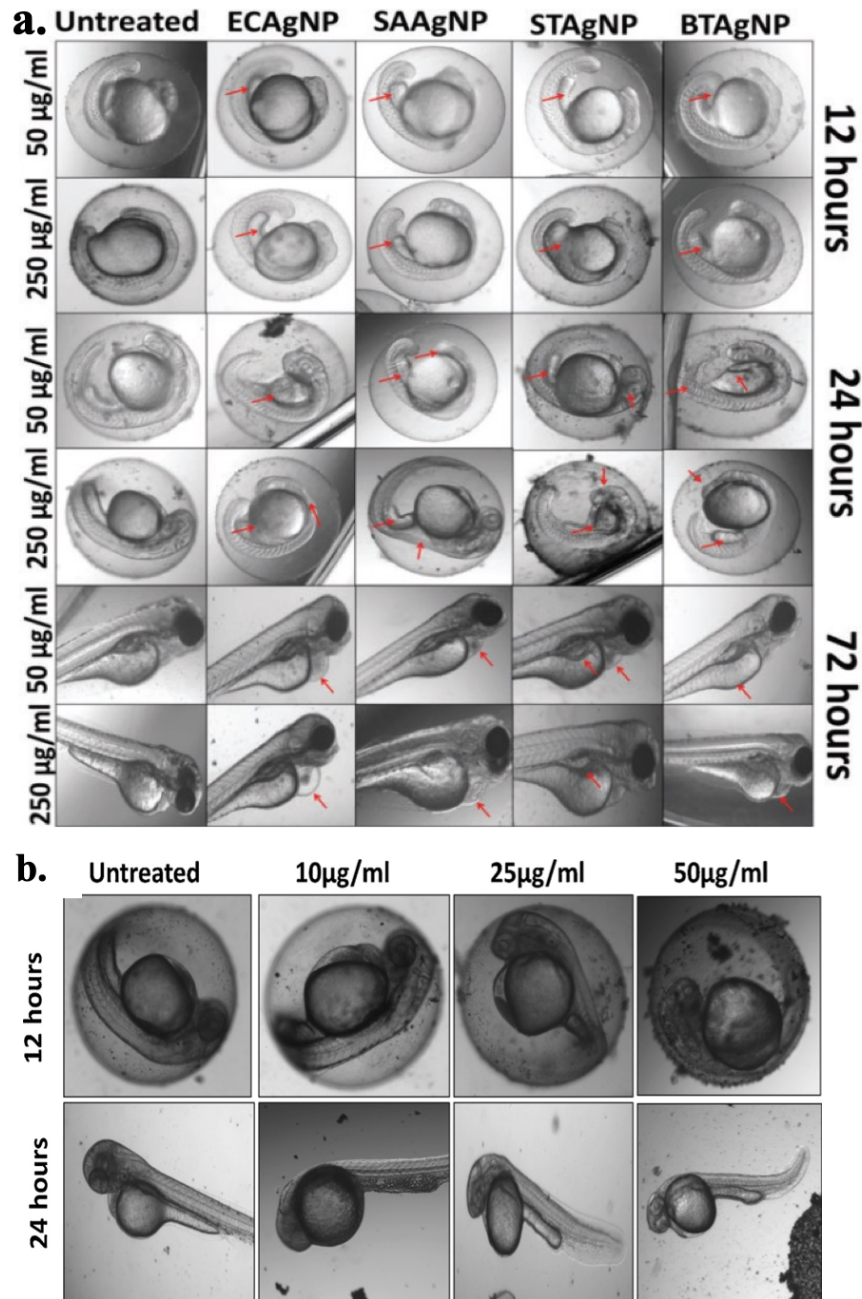 a.
Untreated ECAgNP SAAgNP STAgNP BTAgNP
50 µg/ml
250 µg/ml
12 hours
50 µg/ml
250 µg/ml
24 hours
50 µg/ml
250 µg/ml
72 hours
b.
Untreated 10µg/ml 25µg/ml 50µg/ml
12 hours
24 hours